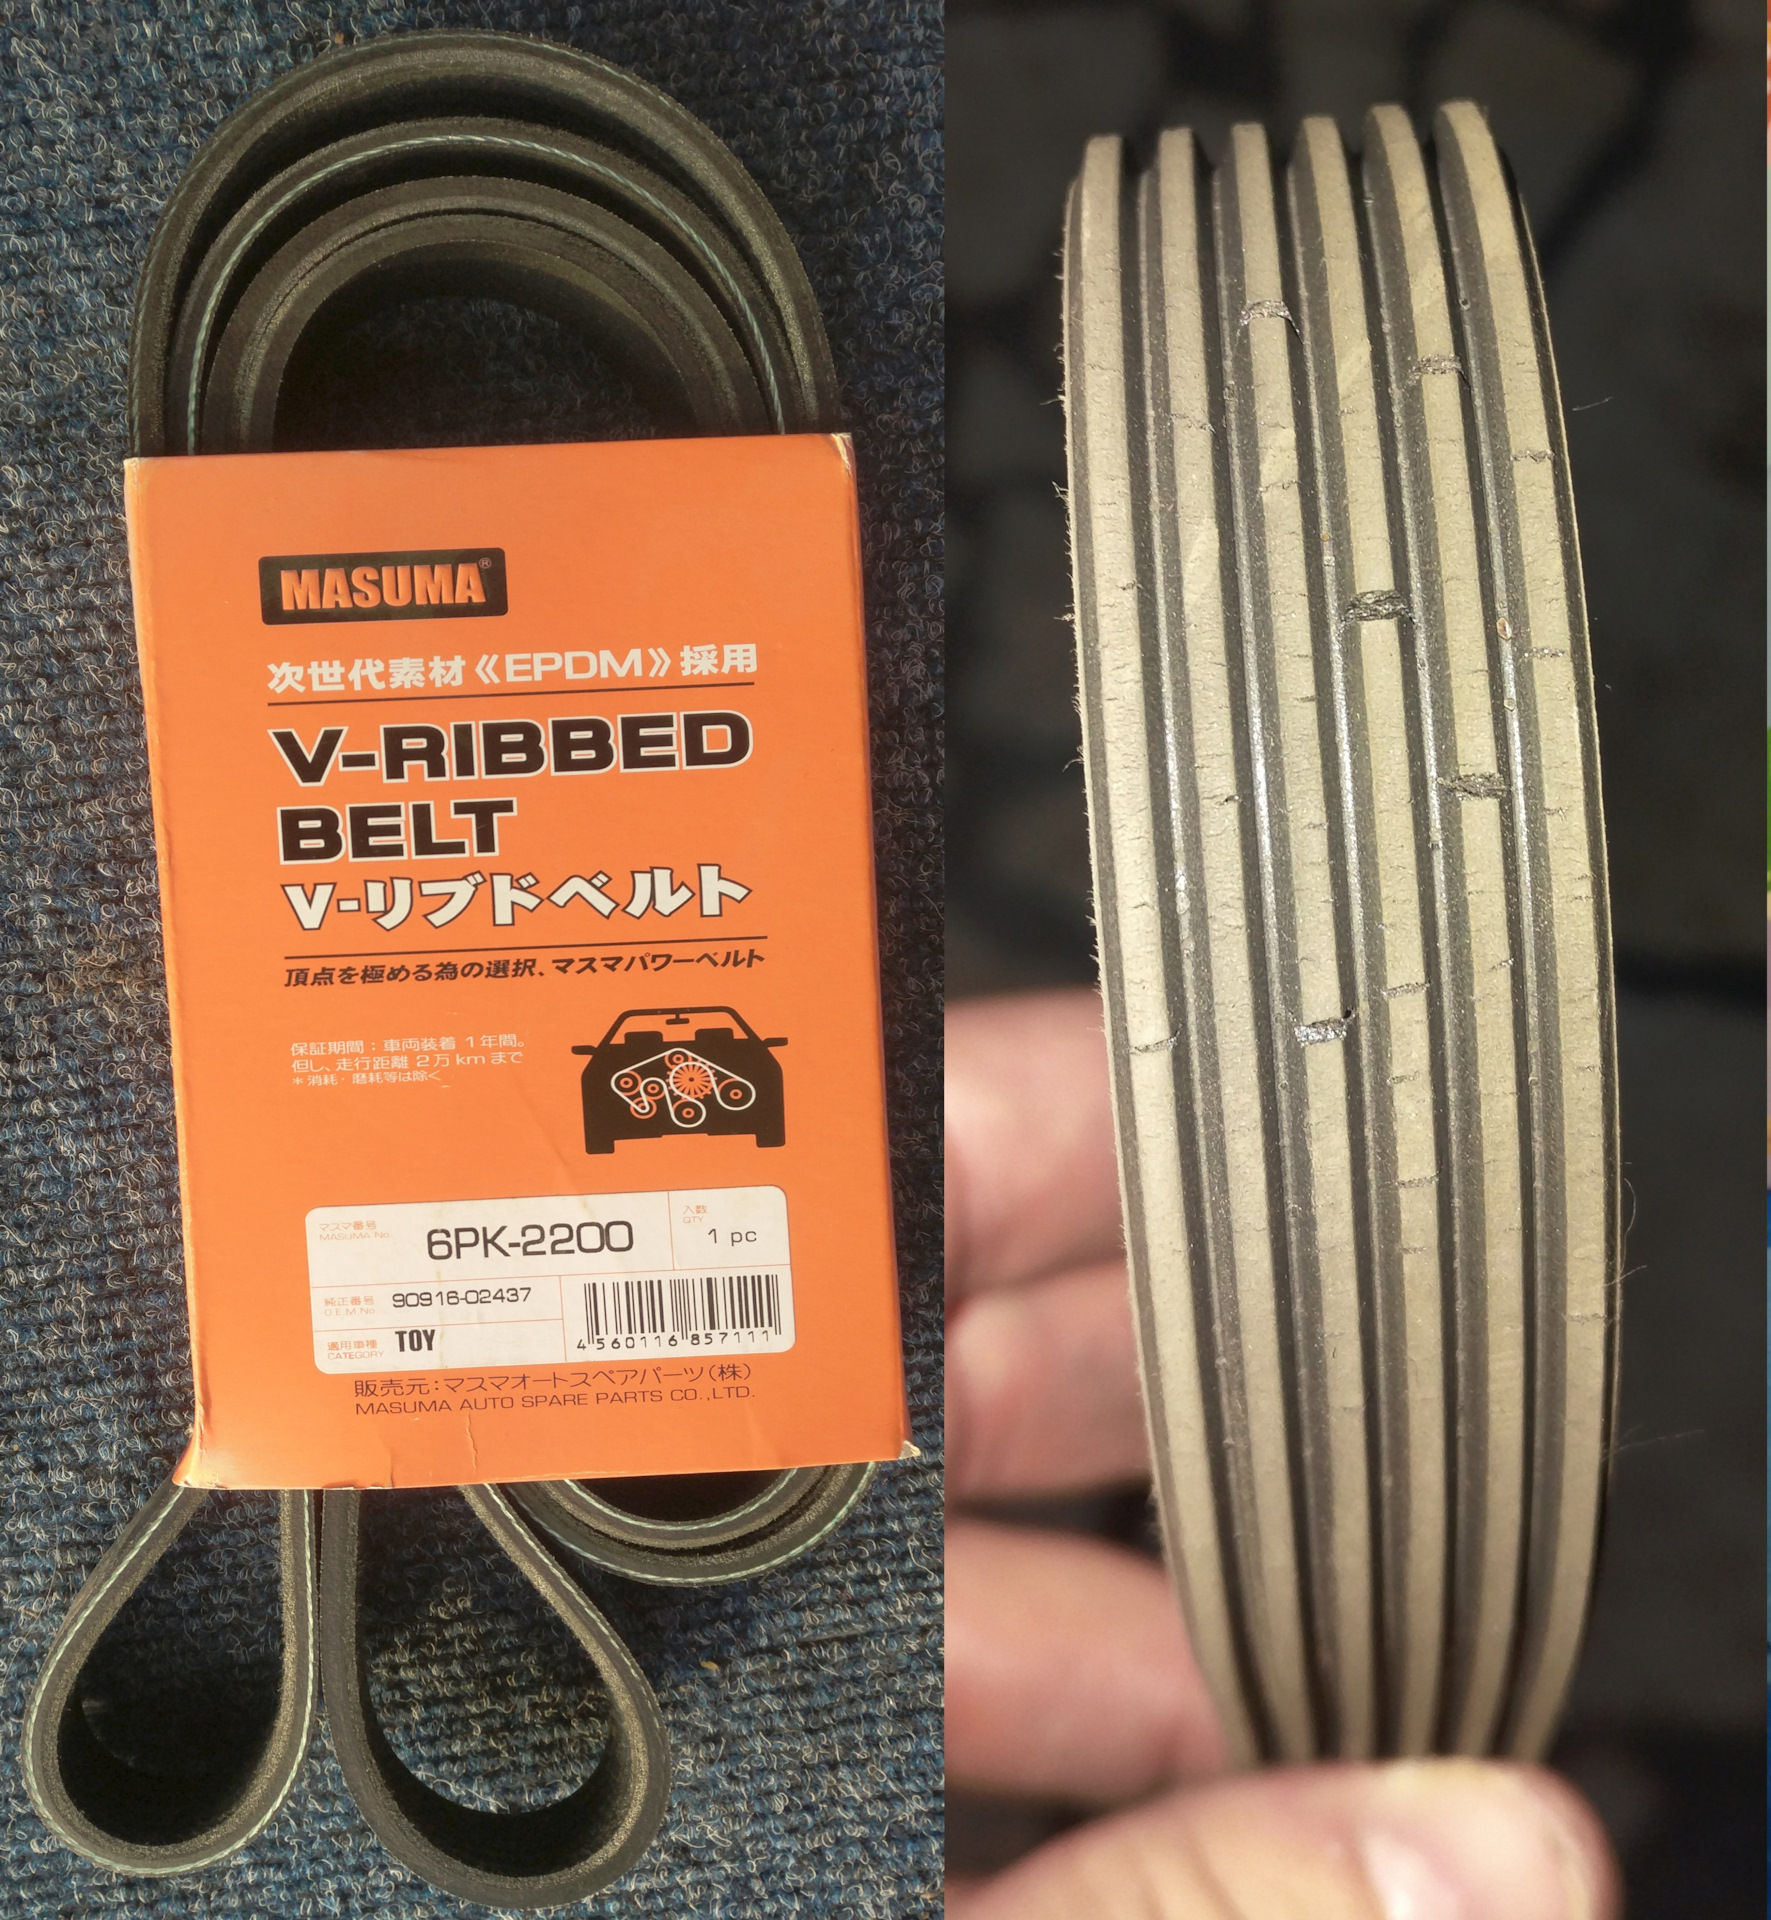 MASUMA®
次世代素材《EPDM》採用
V-RIBBED
BELT
V-リブドベルト
頂点を極める為の選択、マスマパワーベルト
保証期間：車両装着1年間。
但し、走行距離2万kmまで
＊消耗・磨耗等は除く
マスマ番号
MASUMA No.
6PK-2200
入数
QTY
1 pc
純正番号
O.E.M No
90916-02437
適用車種
CATEGORY
TOY
4 560116 857111
販売元：マスマオートスペアパーツ（株）
MASUMA AUTO SPARE PARTS CO.,LTD.